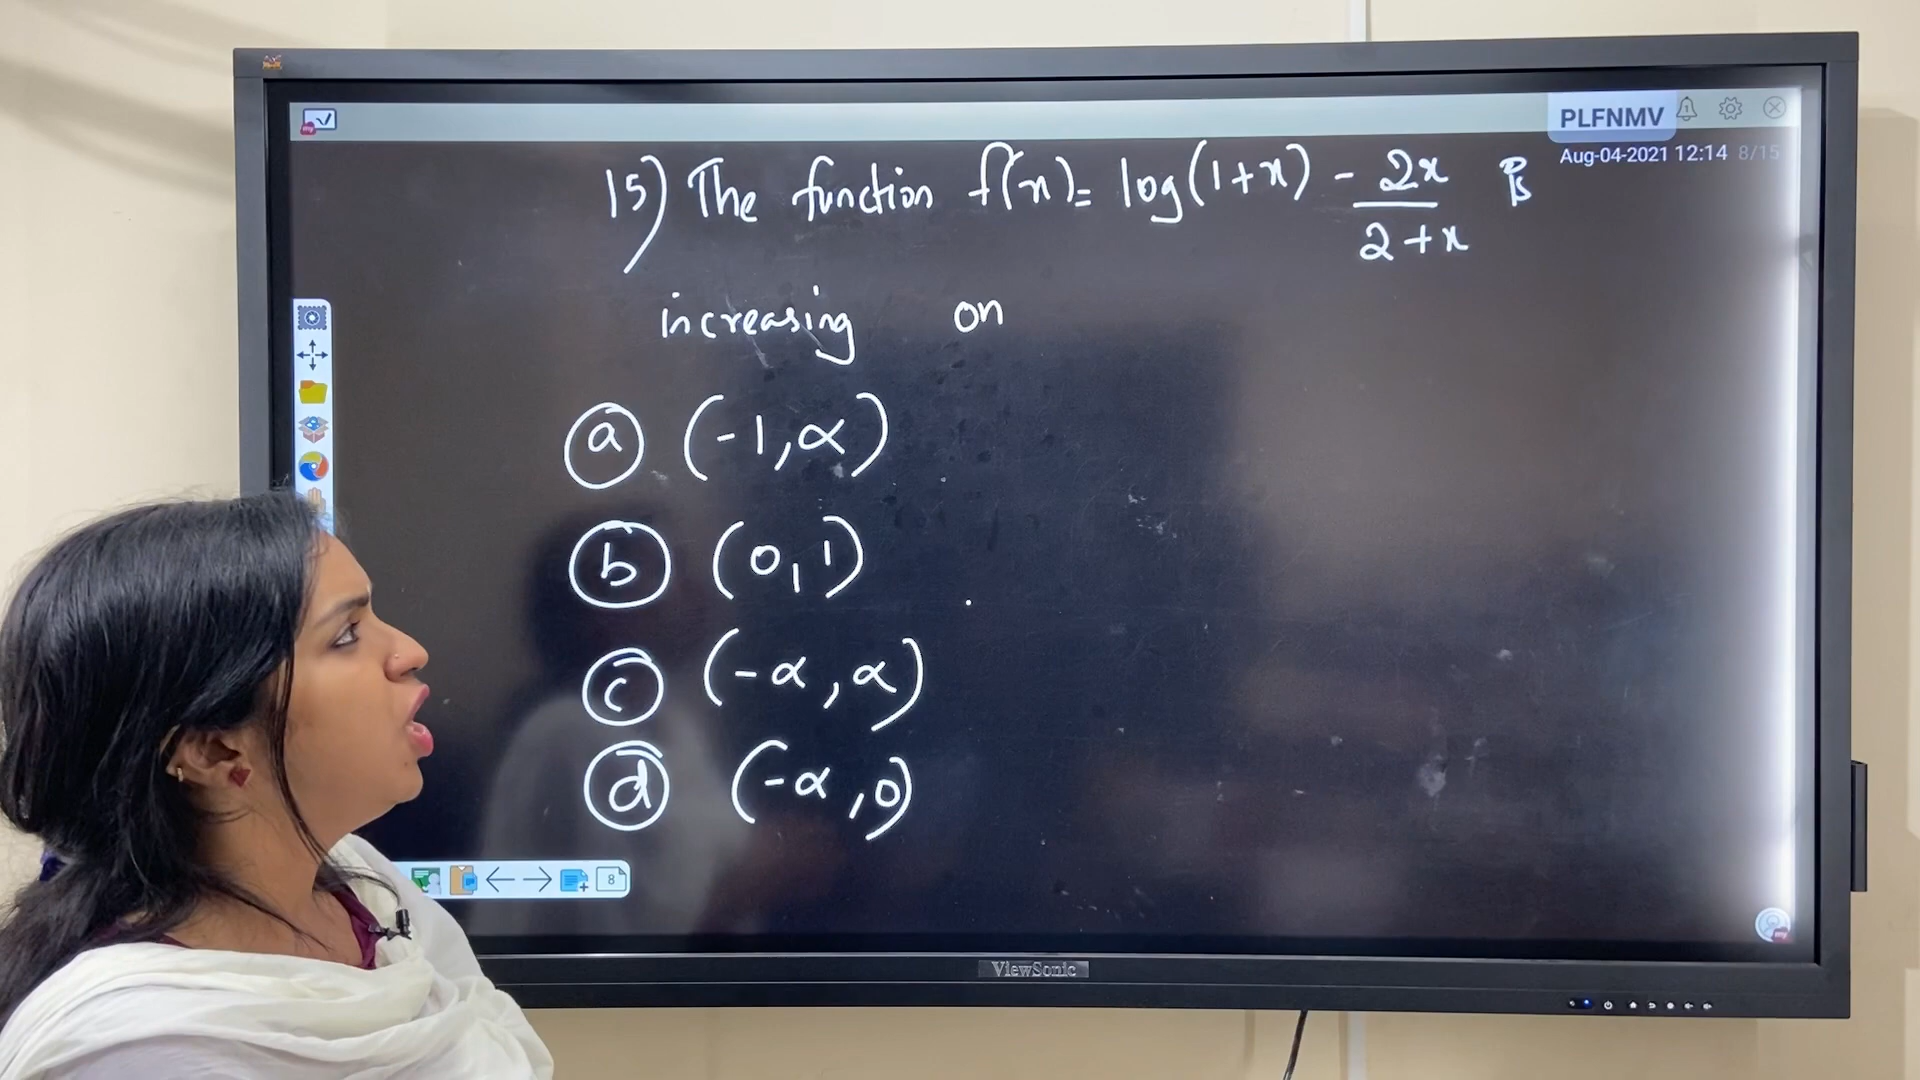 PLFNMV
Aug-04-2021 12:14 8/15
15) The function f(x)= log(1+x) - 2x/2+x is
increasing on
a (-1, ∝)
b (0, 1)
c (-∝, ∝)
d (-∝, 0)
8
ViewSonic